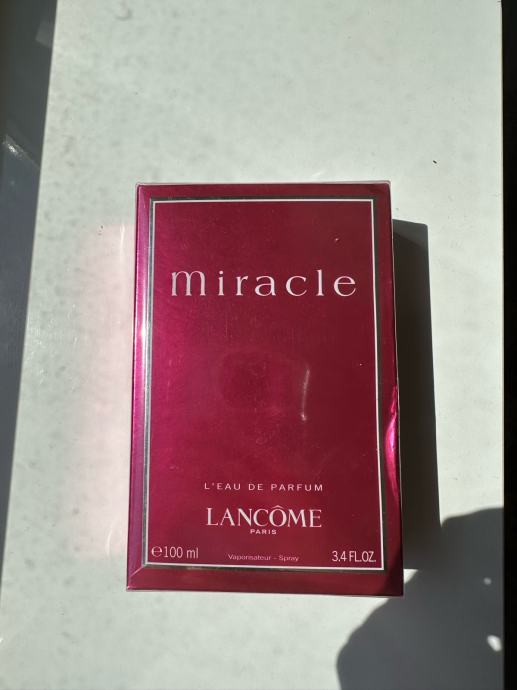 miracle
L'EAU DE PARFUM
LANCÔME
PARIS
℮100 ml
Vaporisateur - Spray
3.4 FL.OZ.